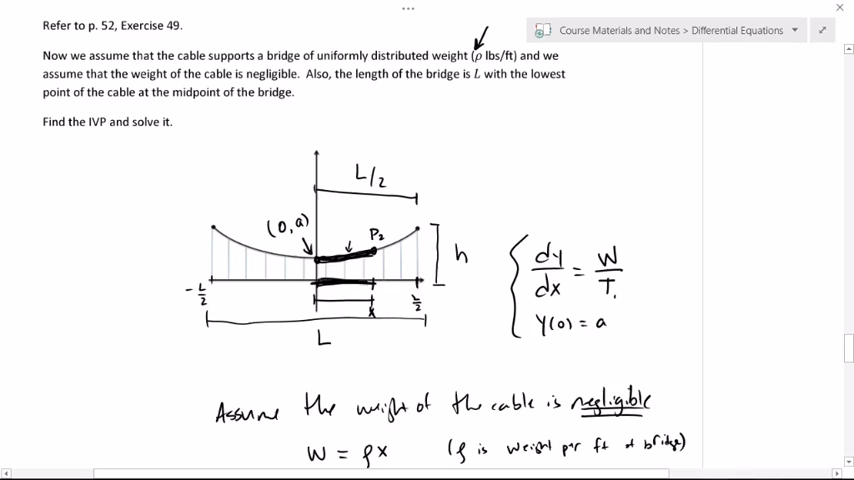 Refer to p. 52, Exercise 49.
Course Materials and Notes > Differential Equations
Now we assume that the cable supports a bridge of uniformly distributed weight (ρ lbs/ft) and we
assume that the weight of the cable is negligible. Also, the length of the bridge is L with the lowest
point of the cable at the midpoint of the bridge.
Find the IVP and solve it.
L/2
(0,a)
P₂
h
dy/dx = W/T₁
y(0) = a
-L/2
x
L/2
L
Assume the weight of the cable is negligible
W = ρx (ρ is weight per ft of bridge)